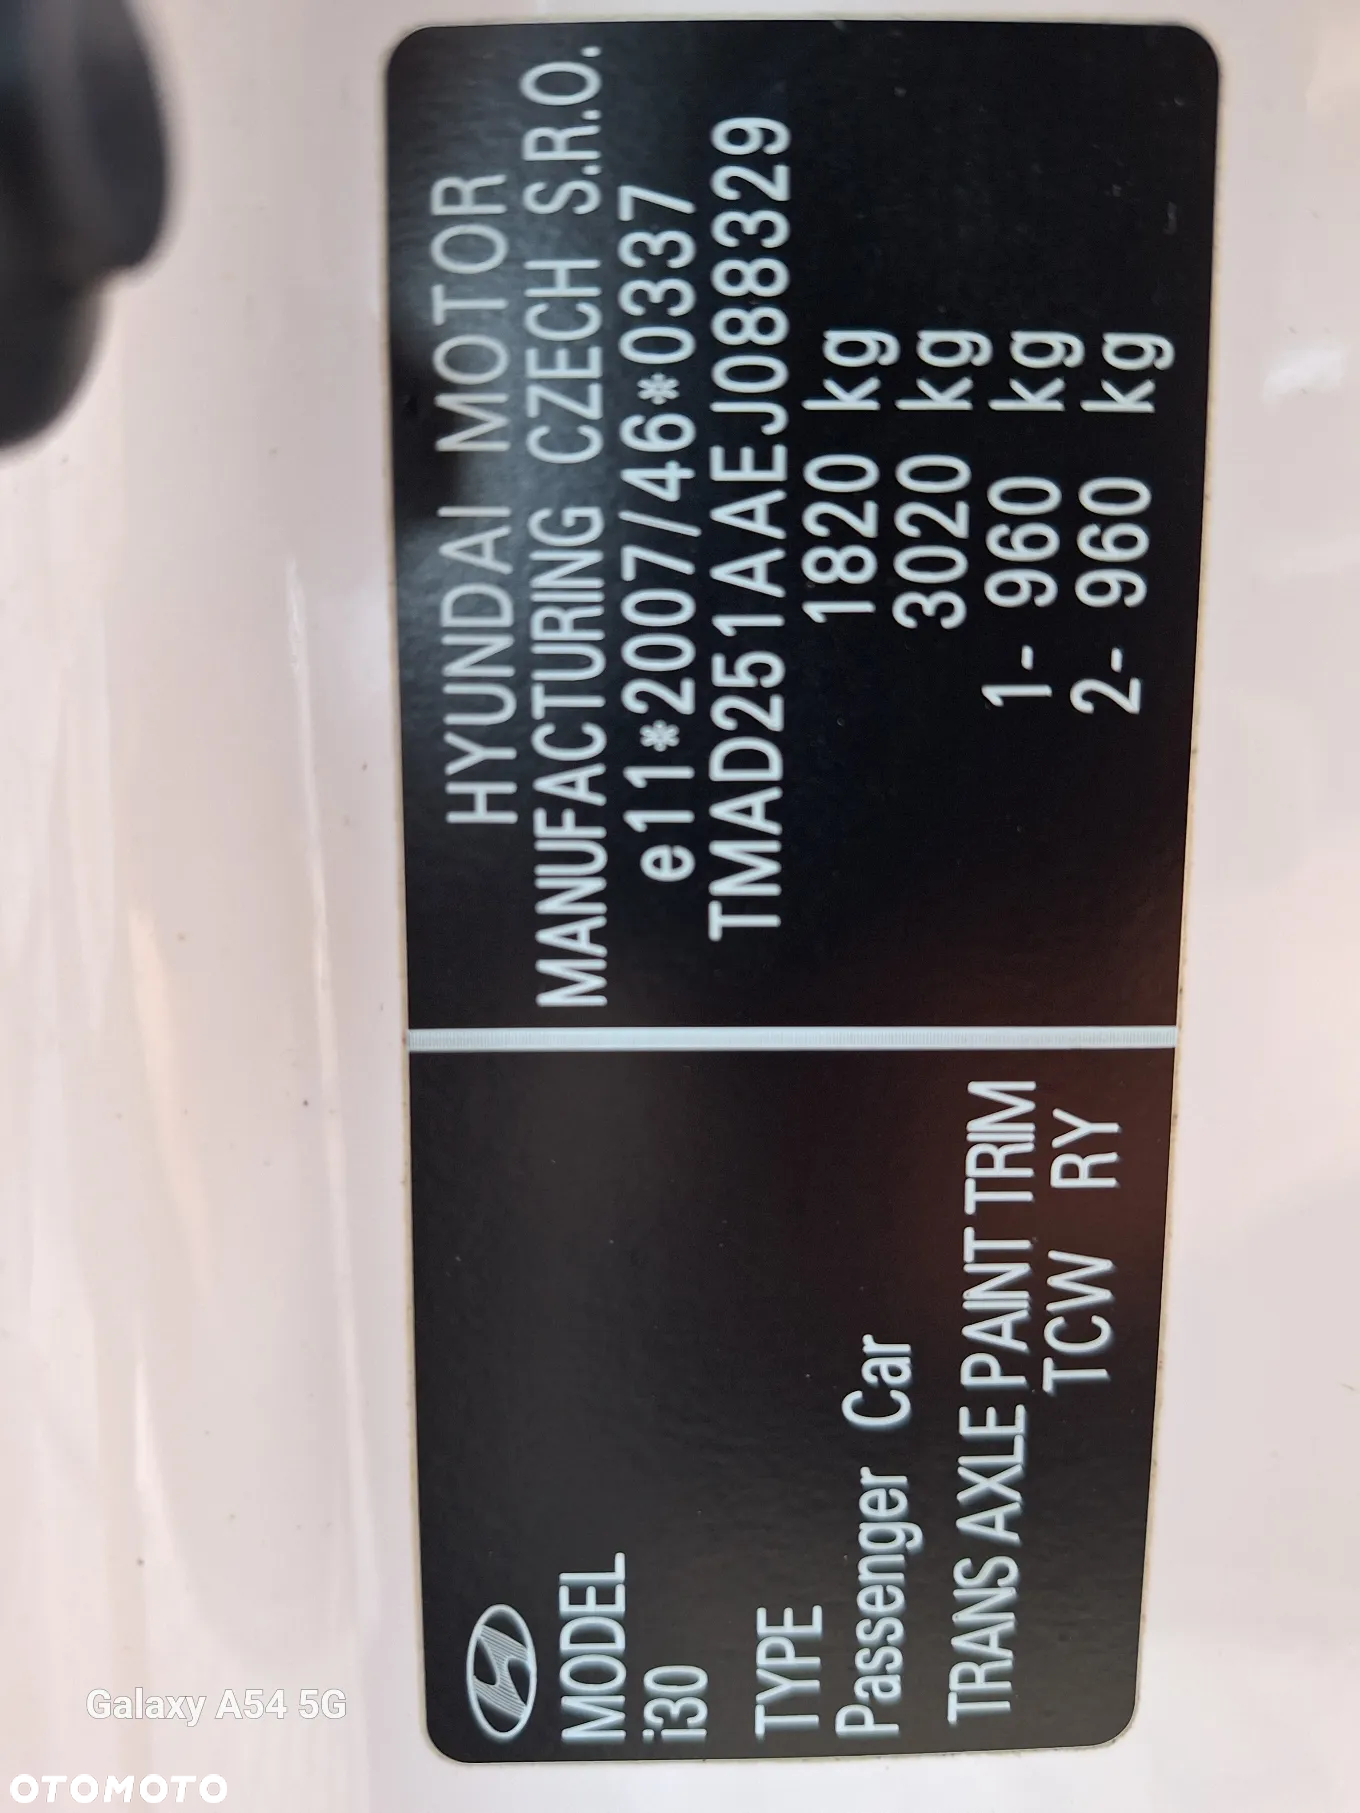 MODEL
i30
TYPE
Passenger Car
TRANS AXLE PAINT TRIM
TCW RY
HYUNDAI MOTOR
MANUFACTURING CZECH S.R.O.
e11*2007/46*0337
TMAD251AAEJ088329
1820 kg
3020 kg
1- 960 kg
2- 960 kg
Galaxy A54 5G
OTOMOTO